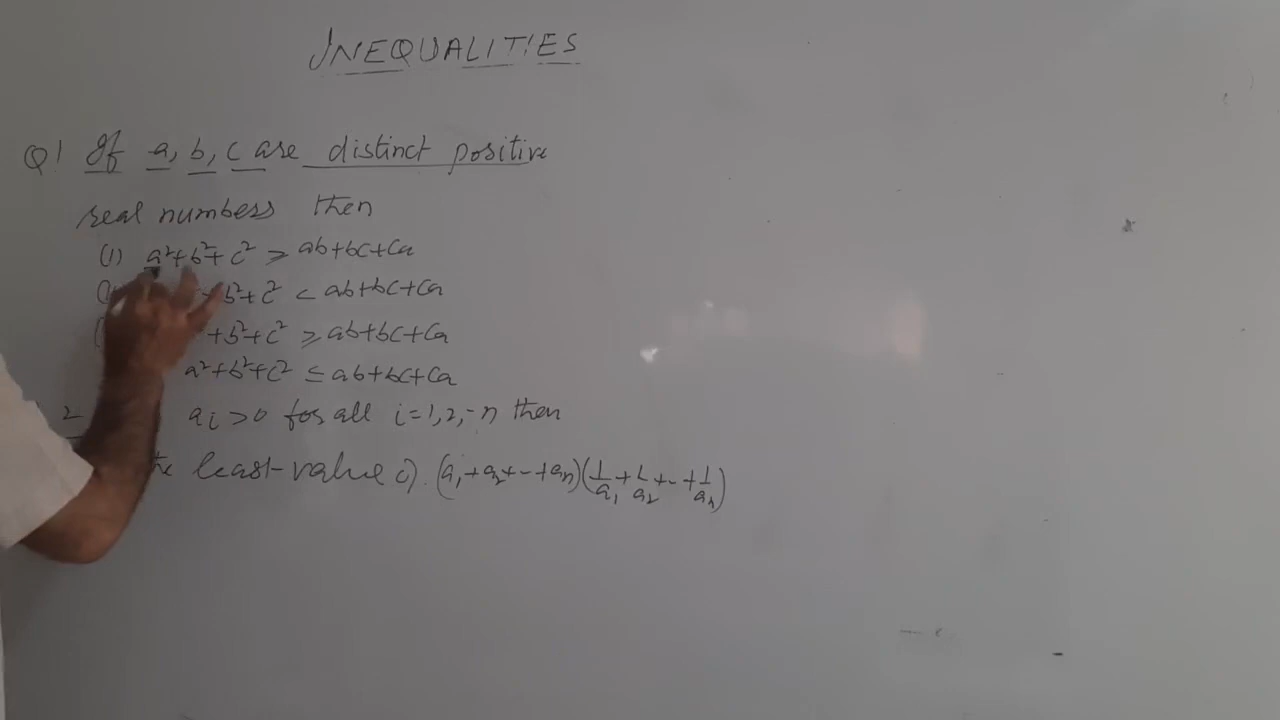 INEQUALITIES
Q1 If a, b, c are distinct positive
real numbers then
(1) a²+b²+c² > ab+bc+ca
b²+c² < ab+bc+ca
+b²+c² ⩾ ab+bc+ca
a²+b²+c² ≤ ab+bc+ca
2 aᵢ>0 for all i=1,2,-n then
the least value of (a₁+a₂+--+aₙ)(1/a₁+1/a₂+-+1/aₙ)